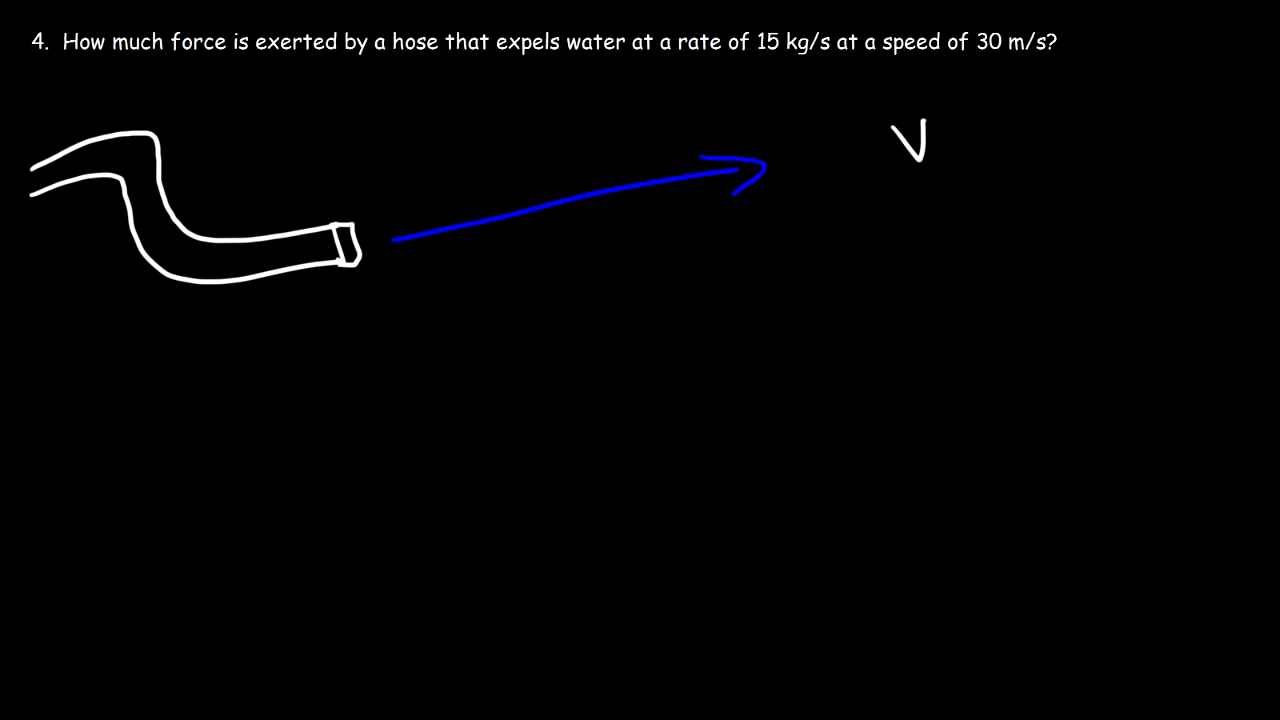 4. How much force is exerted by a hose that expels water at a rate of 15 kg/s at a speed of 30 m/s?
V